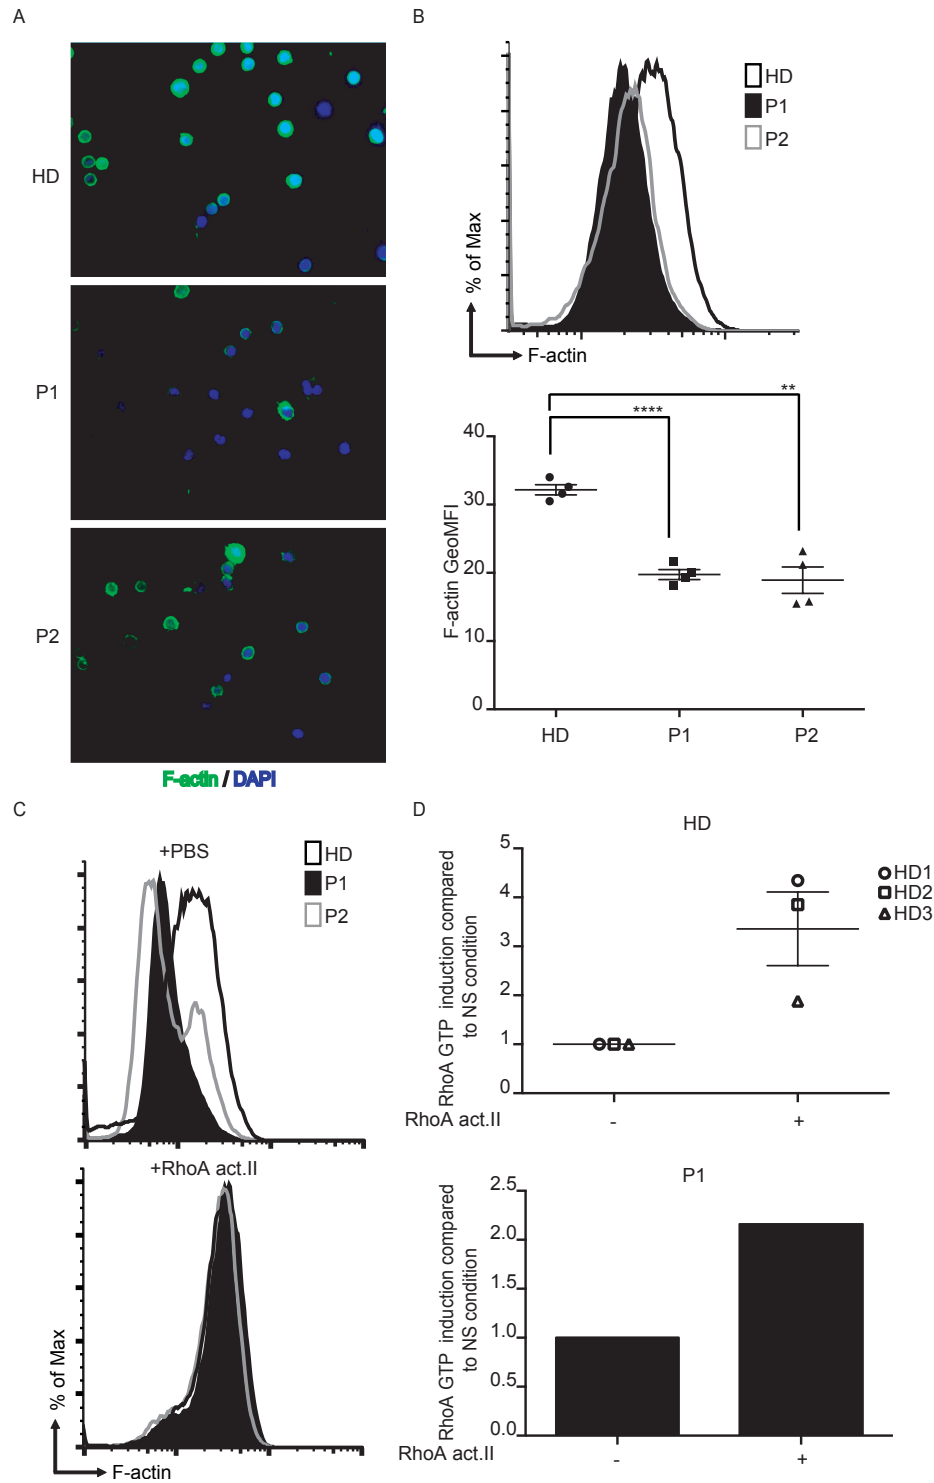 A
HD
P1
P2
F-actin / DAPI
B
HD
P1
P2
% of Max
F-actin
**
****
40
30
20
10
0
F-actin GeoMFI
HD
P1
P2
C
+PBS
HD
P1
P2
+RhoA act.II
% of Max
F-actin
D
HD
5
4
3
2
1
0
RhoA GTP induction compared
to NS condition
HD1
HD2
HD3
RhoA act.II
-
+
P1
2.5
2.0
1.5
1.0
0.5
0.0
RhoA GTP induction compared
to NS condition
RhoA act.II
-
+